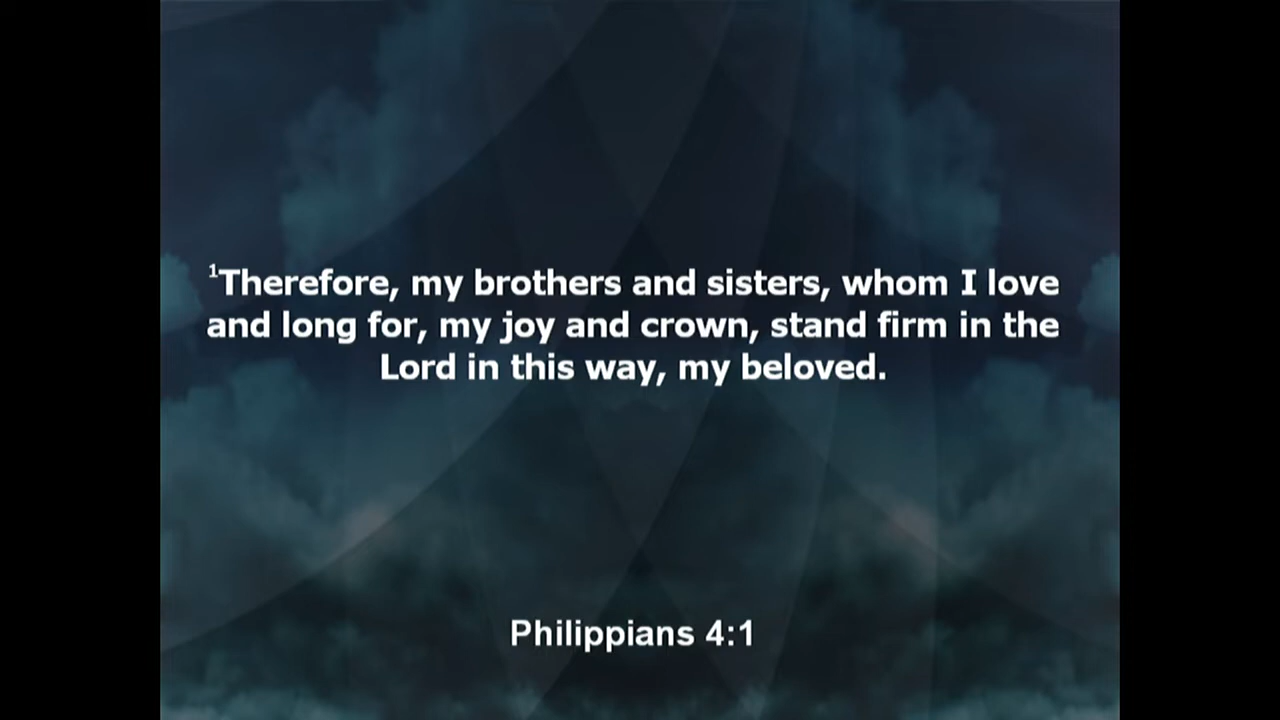 ¹Therefore, my brothers and sisters, whom I love
and long for, my joy and crown, stand firm in the
Lord in this way, my beloved.
Philippians 4:1